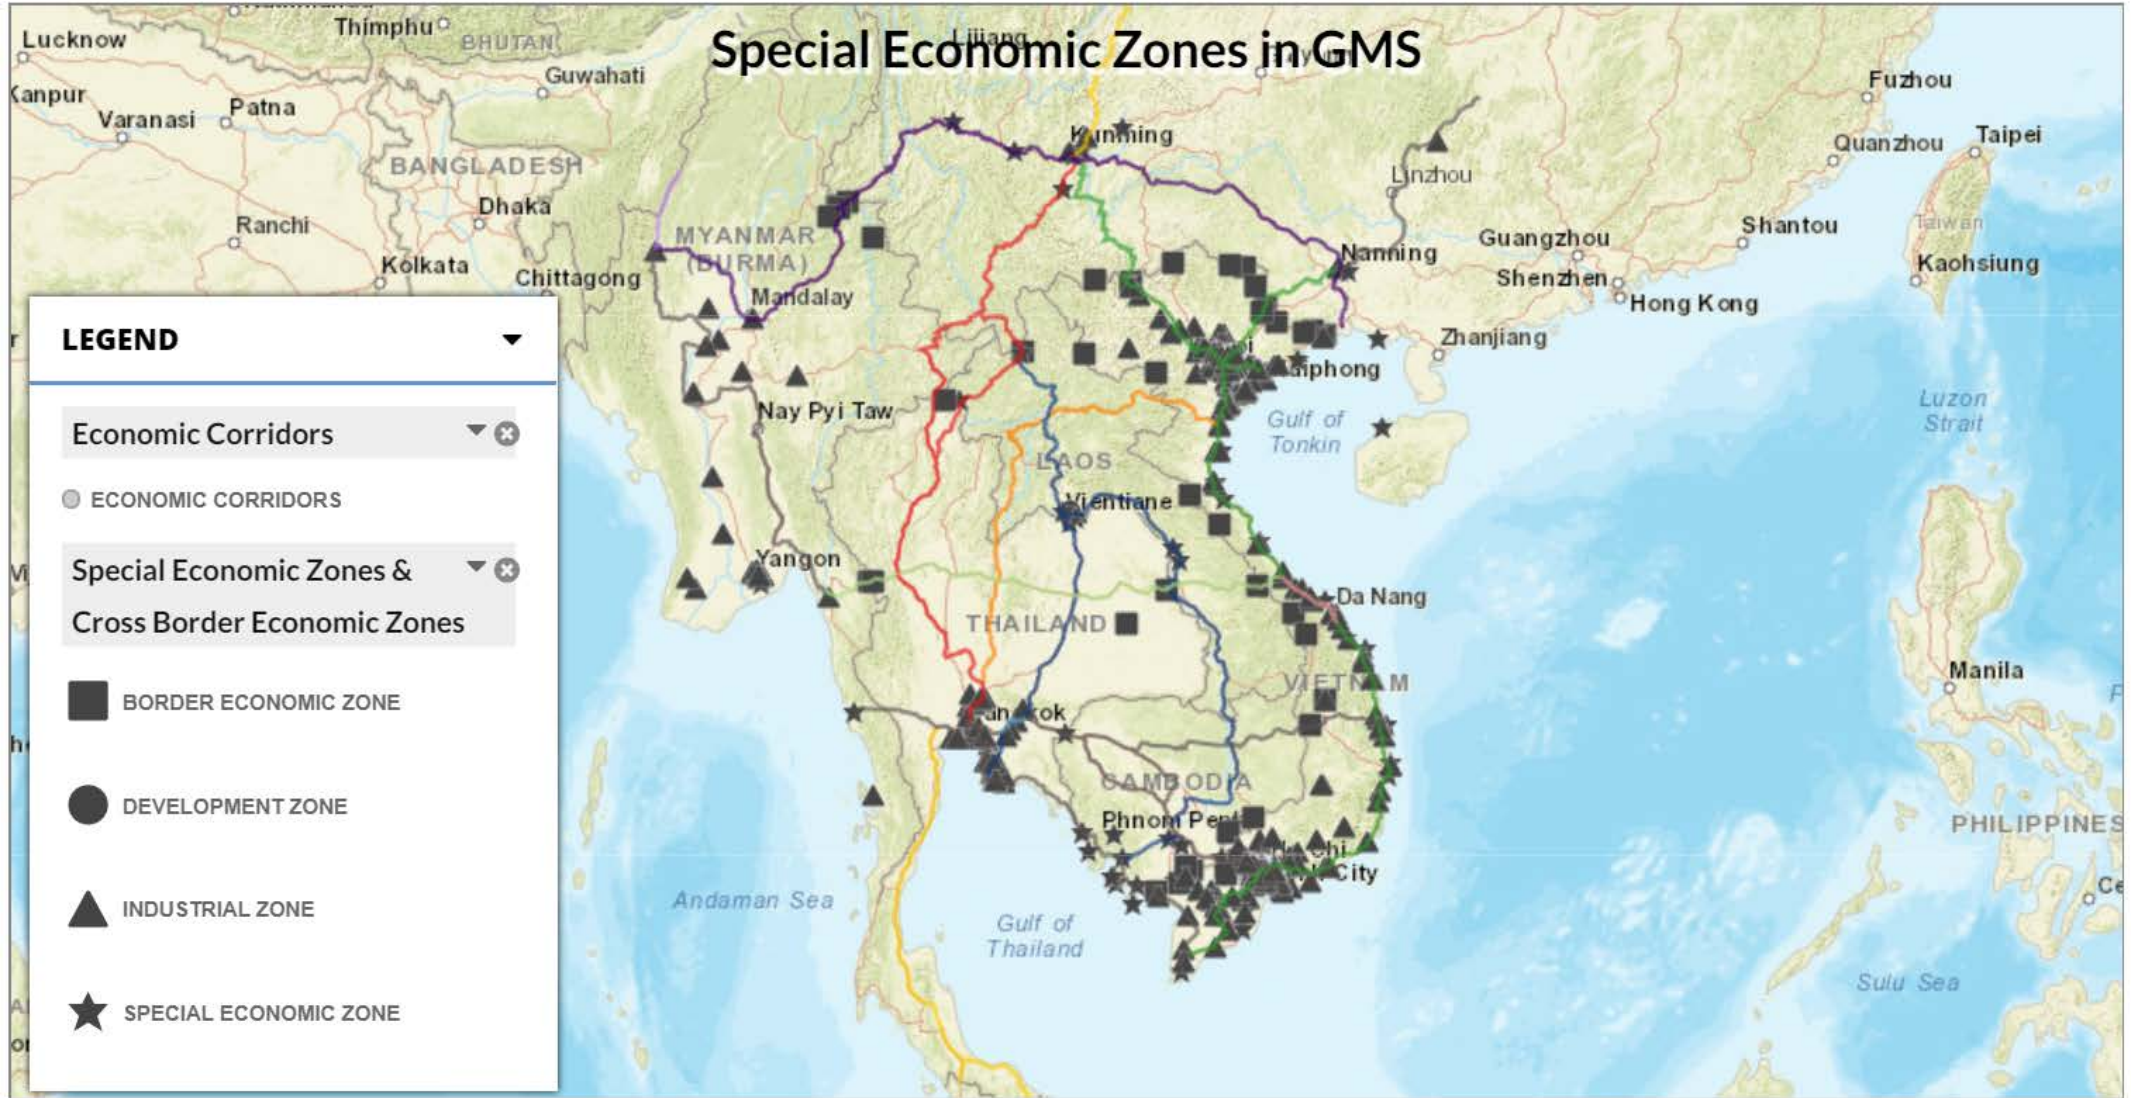 Special Economic Zones in GMS
Lucknow
Thimphu
BHUTAN
Lijiang
Guwahati
Fuzhou
Kanpur
Patna
Varanasi
Kunming
Quanzhou
Taipei
BANGLADESH
Linzhou
Dhaka
Ranchi
MYANMAR
(BURMA)
Shantou
Taiwan
Guangzhou
Nanning
Kolkata
Chittagong
Shenzhen
Kaohsiung
Mandalay
Hong Kong
LEGEND
Zhanjiang
Nay Pyi Taw
Gulf of
Tonkin
Luzon
Strait
Economic Corridors
LAOS
ECONOMIC CORRIDORS
Vientiane
Special Economic Zones &
Cross Border Economic Zones
Yangon
Da Nang
THAILAND
Manila
VIETNAM
BORDER ECONOMIC ZONE
CAMBODIA
DEVELOPMENT ZONE
Phnom Pen
PHILIPPINES
City
Andaman Sea
INDUSTRIAL ZONE
Gulf of
Thailand
Sulu Sea
SPECIAL ECONOMIC ZONE